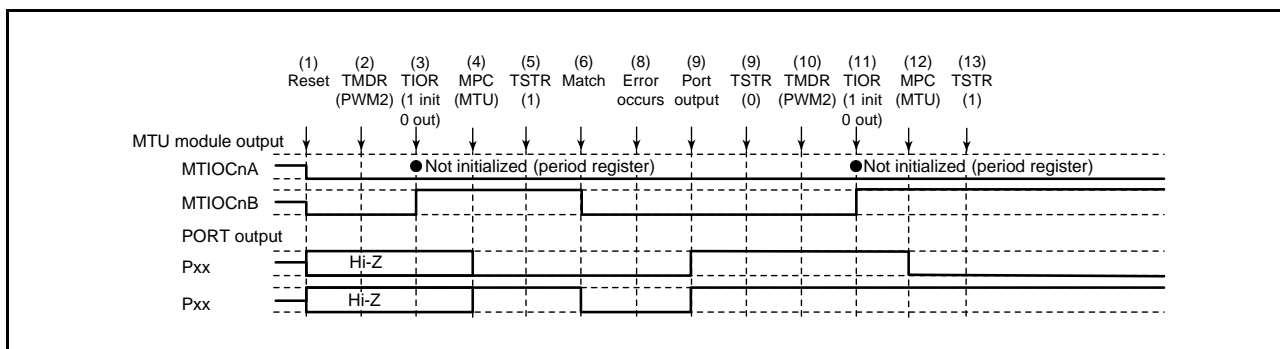 (1) (2) (3) (4) (5) (6) (8) (9) (9) (10) (11) (12) (13)
Reset TMDR TIOR MPC TSTR Match Error Port TSTR TMDR TIOR MPC TSTR
(PWM2) (1 init (MTU) (1) occurs output (0) (PWM2) (1 init (MTU) (1)
0 out) 0 out)
MTU module output
MTIOCnA Not initialized (period register) Not initialized (period register)
MTIOCnB
PORT output
Pxx Hi-Z
Pxx Hi-Z